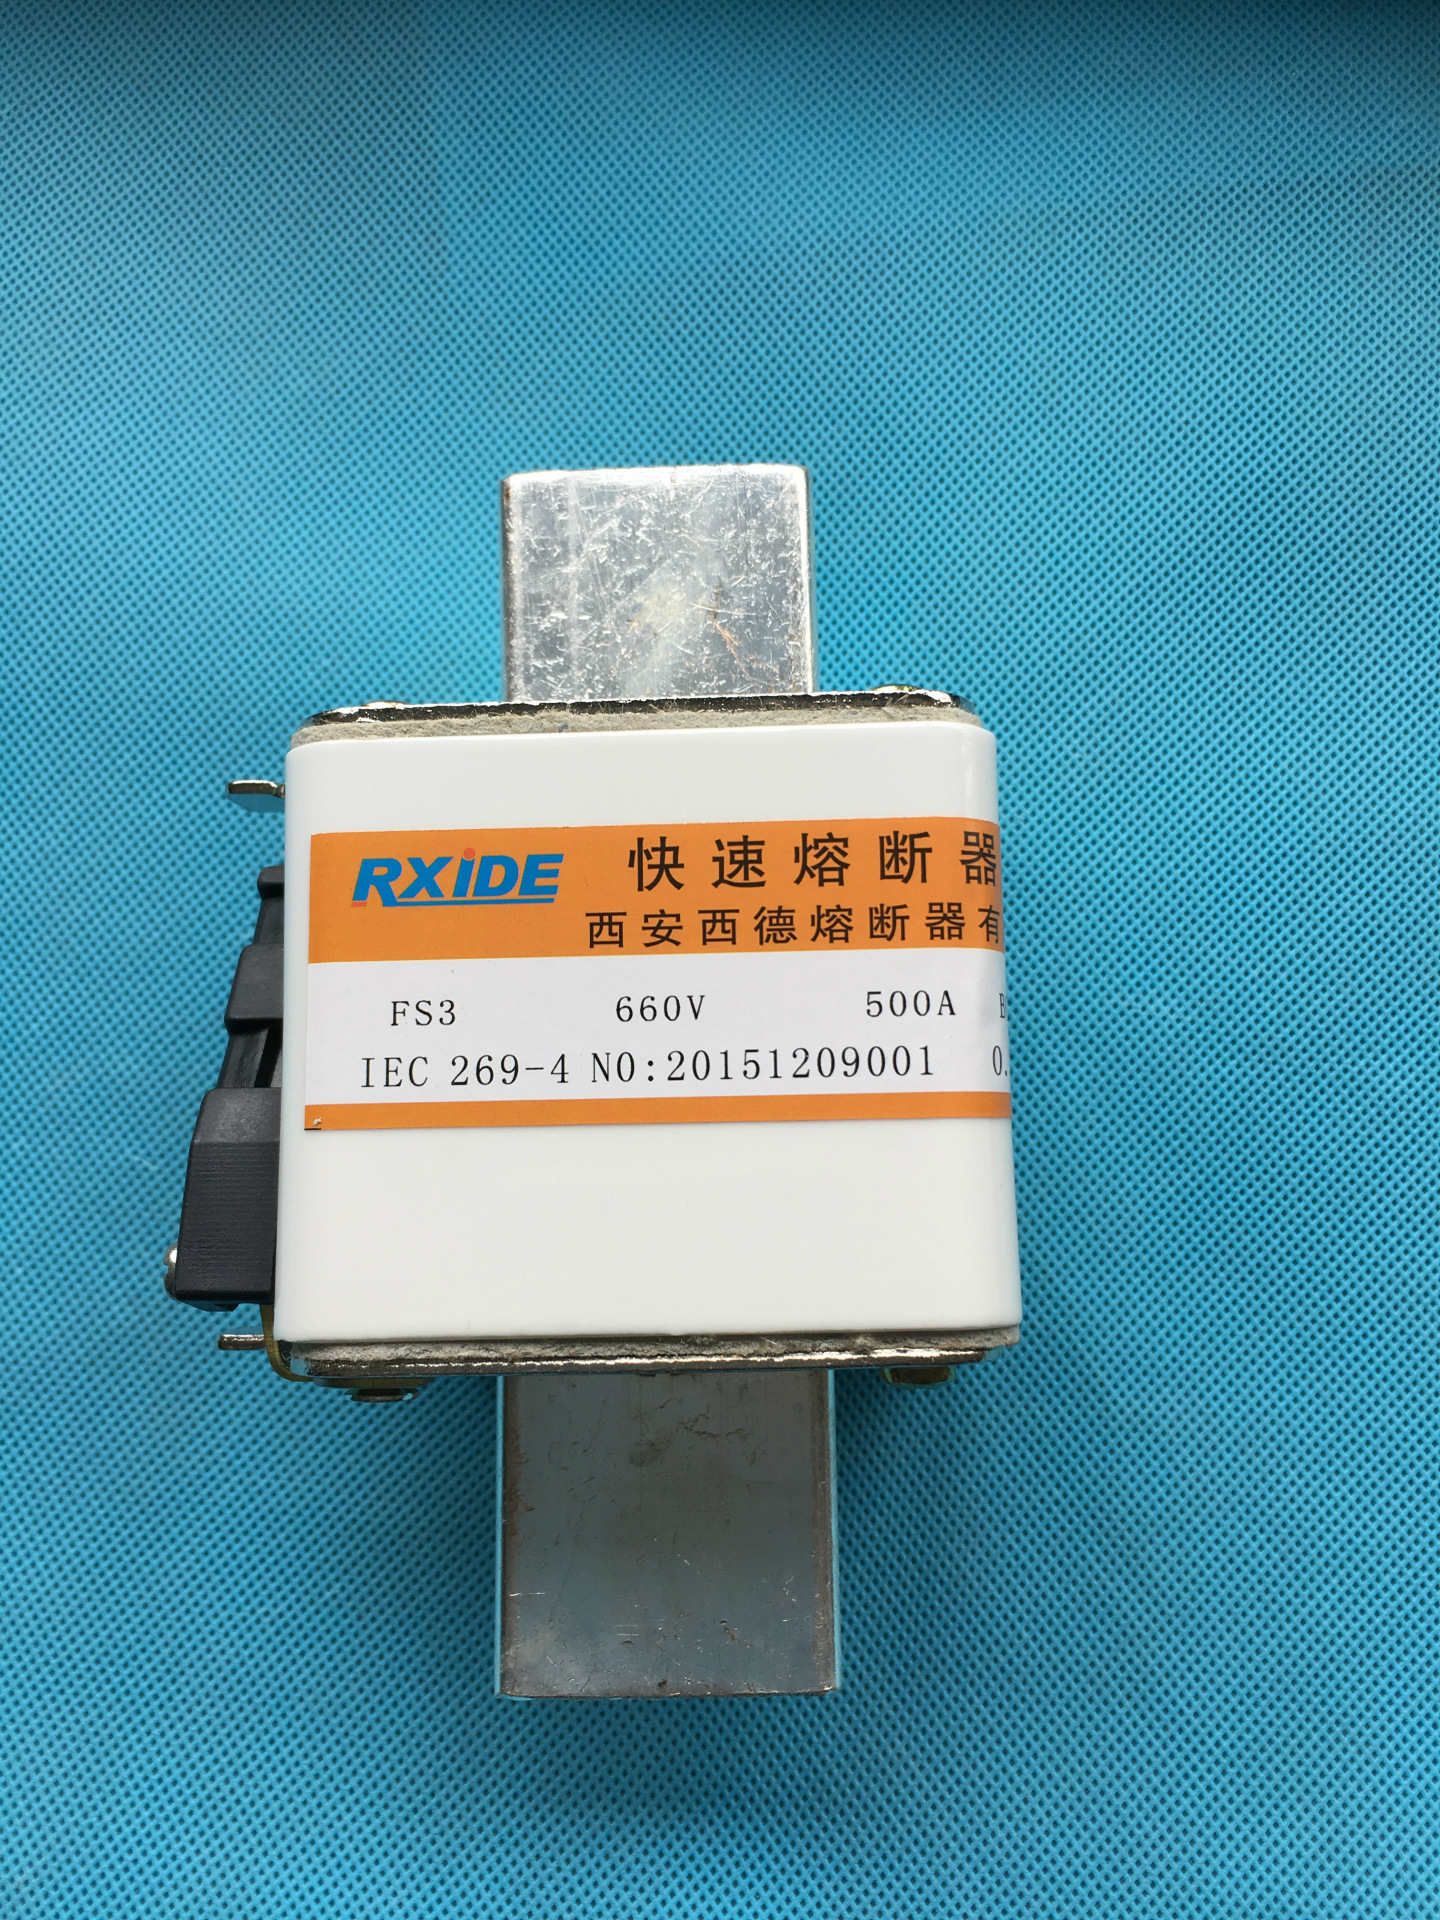 RXIDE 快速熔断器
西安西德熔断器有
FS3 660V 500A
IEC 269-4 NO:20151209001 0.